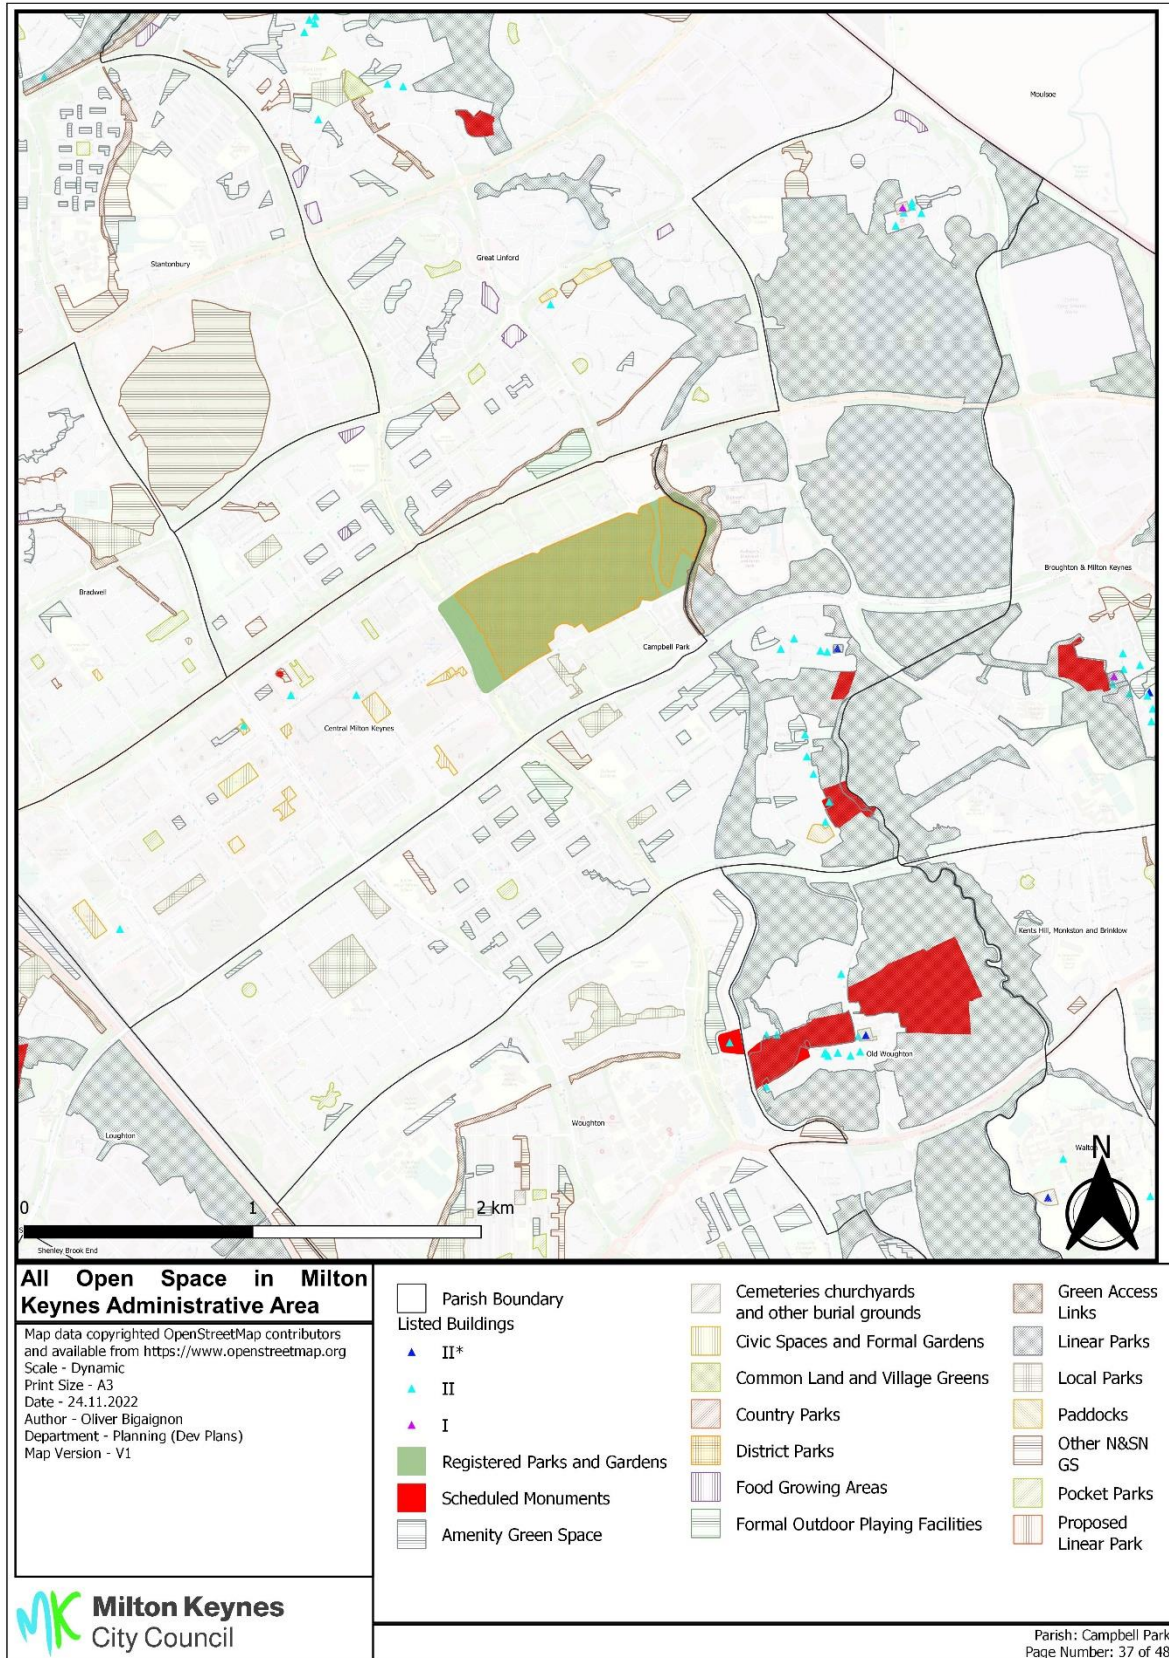 Moulsoe
Stantonbury
Great Linford
Bradwell
Broughton & Milton Keynes
Campbell Park
Central Milton Keynes
Kents Hill, Monkston and Brinklow
Old Woughton
Woughton
Loughton
Walton
N
0 1 2 km
Shenley Brook End
All Open Space in Milton
Keynes Administrative Area
Map data copyrighted OpenStreetMap contributors
and available from https://www.openstreetmap.org
Scale - Dynamic
Print Size - A3
Date - 24.11.2022
Author - Oliver Bigaignon
Department - Planning (Dev Plans)
Map Version - V1
MK Milton Keynes
City Council
Parish Boundary
Listed Buildings
II*
II
I
Registered Parks and Gardens
Scheduled Monuments
Amenity Green Space
Cemeteries churchyards
and other burial grounds
Civic Spaces and Formal Gardens
Common Land and Village Greens
Country Parks
District Parks
Food Growing Areas
Formal Outdoor Playing Facilities
Green Access
Links
Linear Parks
Local Parks
Paddocks
Other N&SN
GS
Pocket Parks
Proposed
Linear Park
Parish: Campbell Park
Page Number: 37 of 48